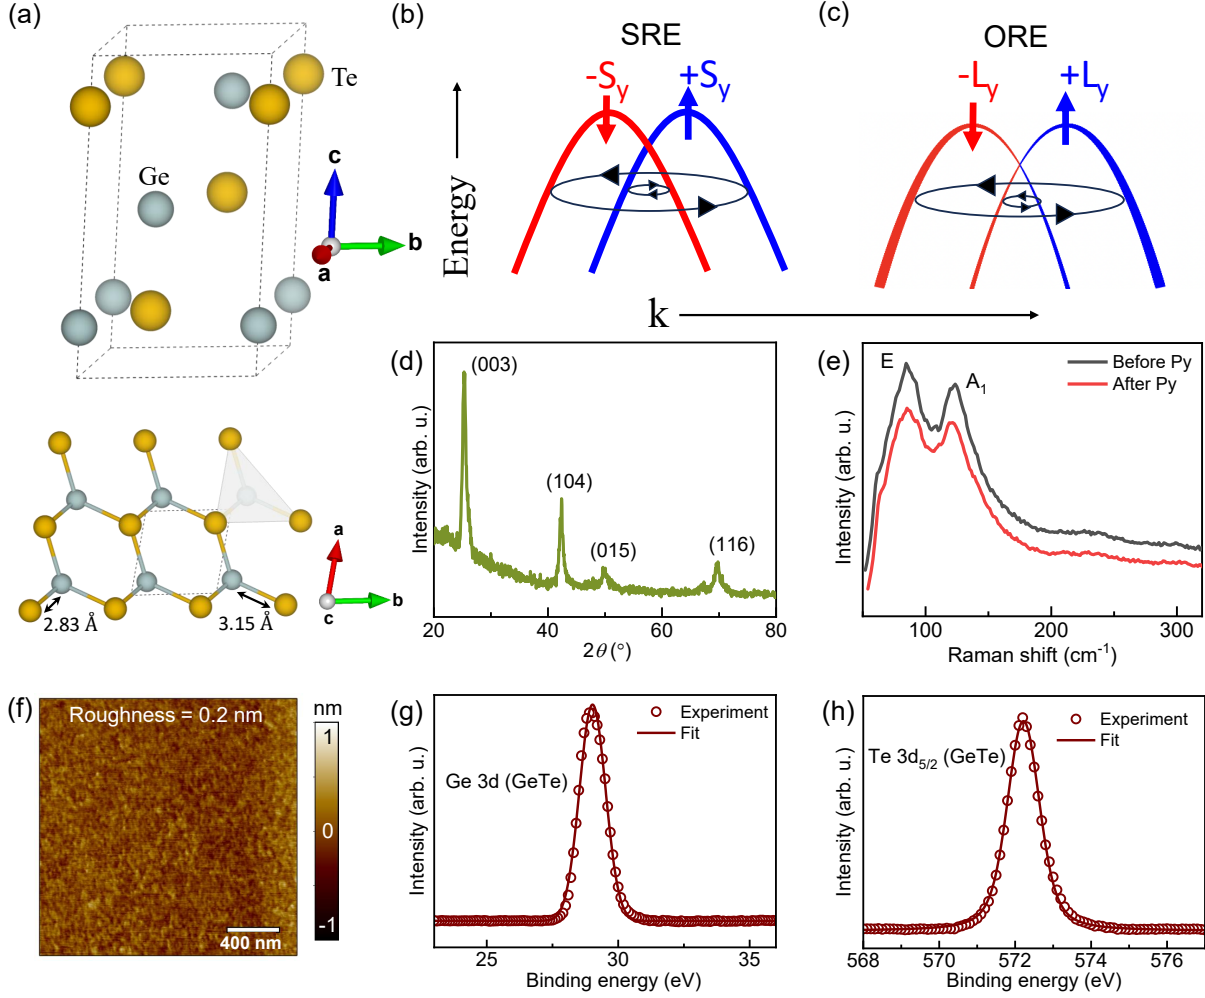 (a)
Te
Ge
c
b
a
2.83 Å
3.15 Å
a
b
c
(b)
SRE
-Sy
+Sy
Energy
(c)
ORE
-Ly
+Ly
k
(d)
Intensity (arb. u.)
(003)
(104)
(015)
(116)
20
40
60
80
2θ (°)
(e)
Intensity (arb. u.)
E
A1
Before Py
After Py
100
200
300
Raman shift (cm-1)
(f)
Roughness = 0.2 nm
400 nm
nm
1
0
-1
(g)
Intensity (arb. u.)
Experiment
Fit
Ge 3d (GeTe)
25
30
35
Binding energy (eV)
(h)
Intensity (arb. u.)
Experiment
Fit
Te 3d5/2 (GeTe)
568
570
572
574
576
Binding energy (eV)